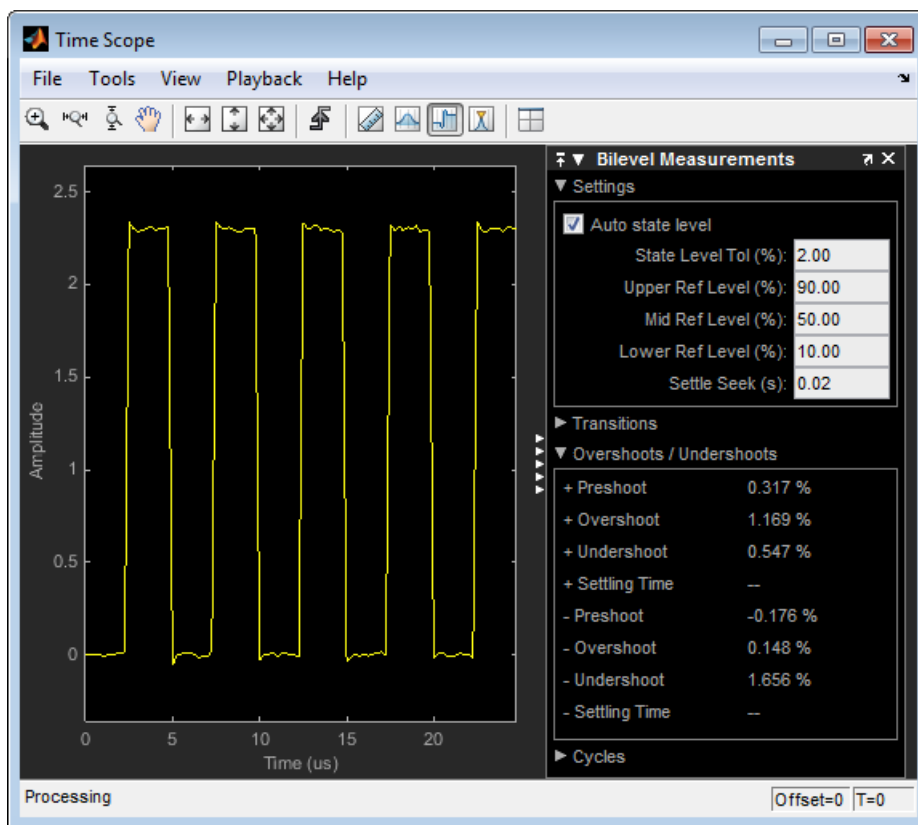 Time Scope
File Tools View Playback Help
Bilevel Measurements
Settings
Auto state level
State Level Tol (%): 2.00
Upper Ref Level (%): 90.00
Mid Ref Level (%): 50.00
Lower Ref Level (%): 10.00
Settle Seek (s): 0.02
Transitions
Overshoots / Undershoots
+ Preshoot 0.317 %
+ Overshoot 1.169 %
+ Undershoot 0.547 %
+ Settling Time --
- Preshoot -0.176 %
- Overshoot 0.148 %
- Undershoot 1.656 %
- Settling Time --
Cycles
2.5
2
1.5
1
0.5
0
Amplitude
0 5 10 15 20
Time (us)
Processing Offset=0 T=0